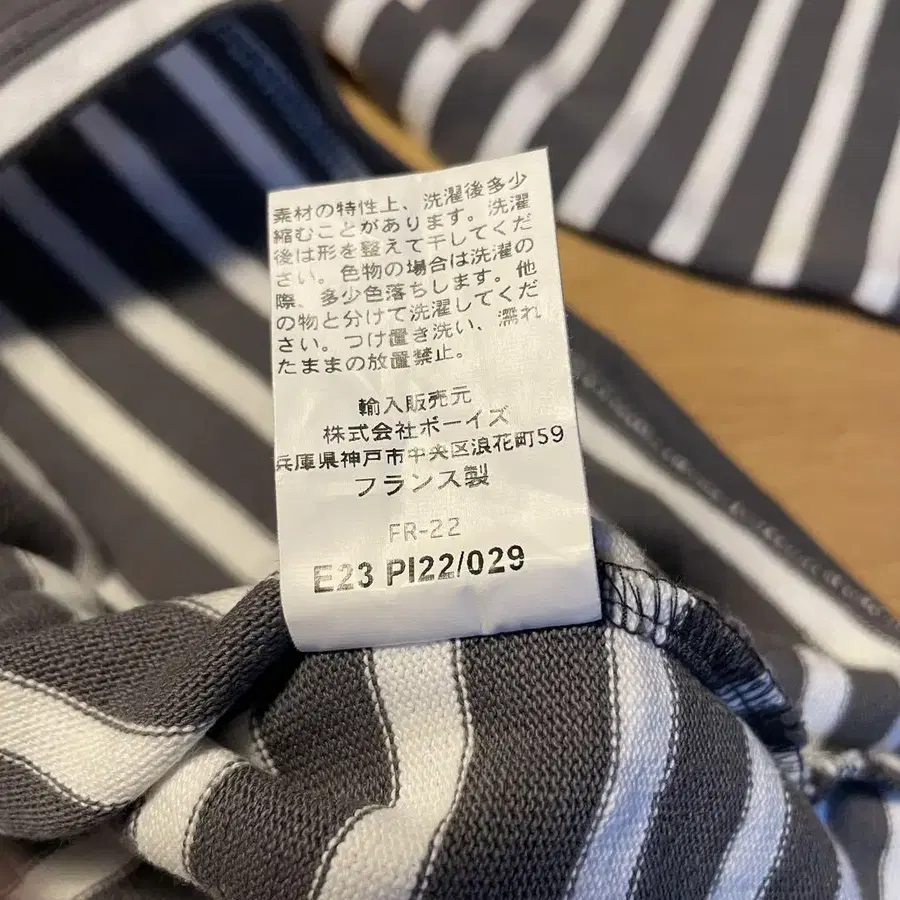 素材の特性上、洗濯後多少
縮むことがあります。洗濯
後は形を整えて干してくだ
さい。色物の場合は洗濯の
際、多少色落ちします。他
の物と分けて洗濯してくだ
さい。つけ置き洗い、濡れ
たままの放置禁止。
輸入販売元
株式会社ボーイズ
兵庫県神戸市中央区浪花町59
フランス製
FR-22
E23 PI22/029